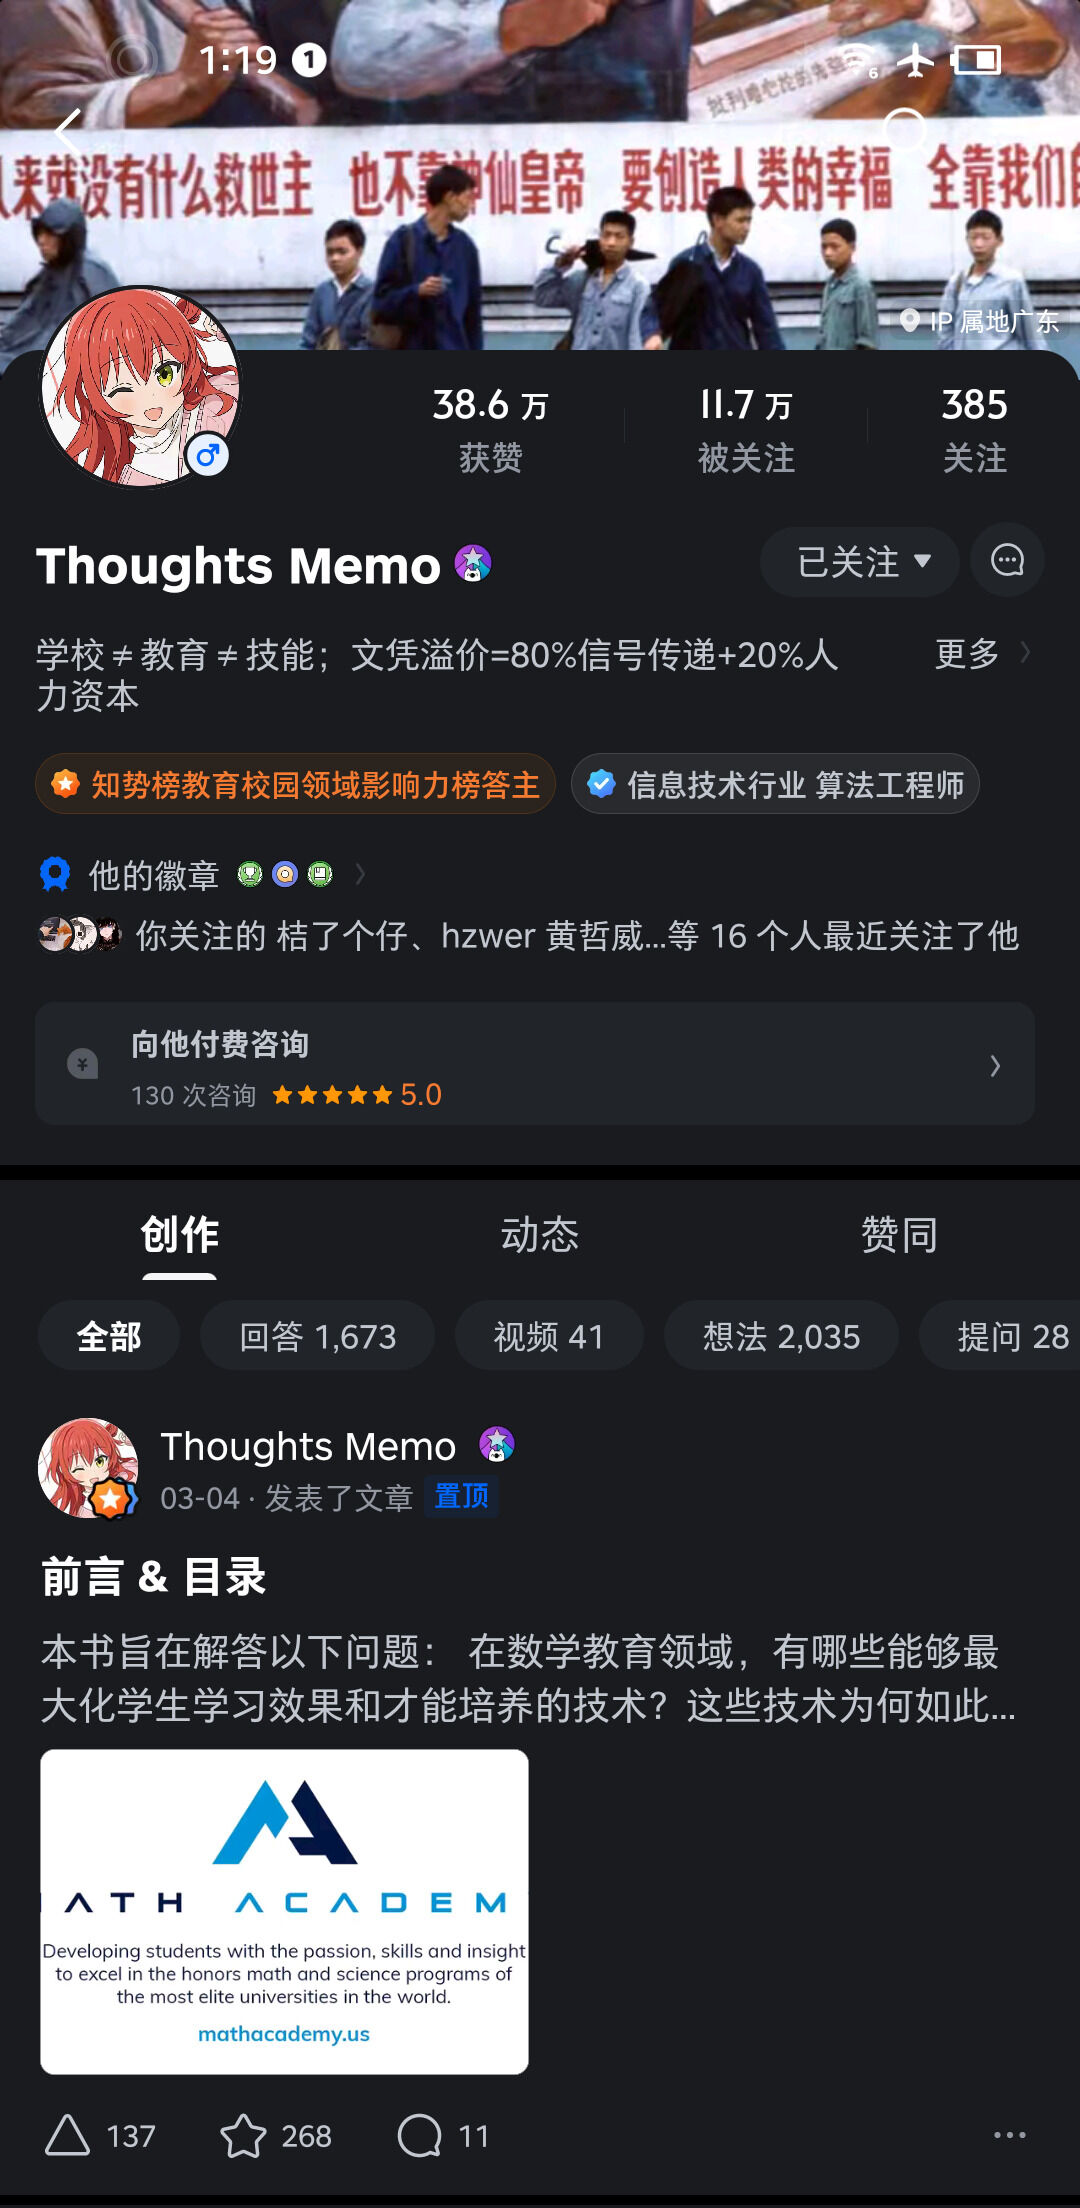 1:19 1
6
批判唯心论的先验
从来就没有什么救世主 也不靠神仙皇帝 要创造人类的幸福 全靠我们
IP 属地广东
38.6 万 11.7 万 385
获赞 被关注 关注
Thoughts Memo
已关注
学校≠教育≠技能；文凭溢价=80%信号传递+20%人
力资本
更多
知势榜教育校园领域影响力榜答主 信息技术行业 算法工程师
他的徽章
你关注的 桔了个仔、hzwer 黄哲威...等 16 个人最近关注了他
向他付费咨询
¥
130 次咨询 5.0
创作 动态 赞同
全部 回答 1,673 视频 41 想法 2,035 提问 28
Thoughts Memo
03-04 · 发表了文章 置顶
前言 & 目录
本书旨在解答以下问题： 在数学教育领域，有哪些能够最
大化学生学习效果和才能培养的技术？这些技术为何如此...
ATH ACADEM
Developing students with the passion, skills and insight
to excel in the honors math and science programs of
the most elite universities in the world.
mathacademy.us
137 268 11